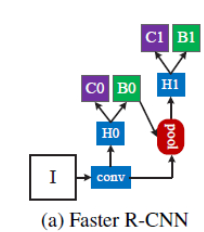 C1 B1
C0 B0 H1
H0 pool
I conv
(a) Faster R-CNN